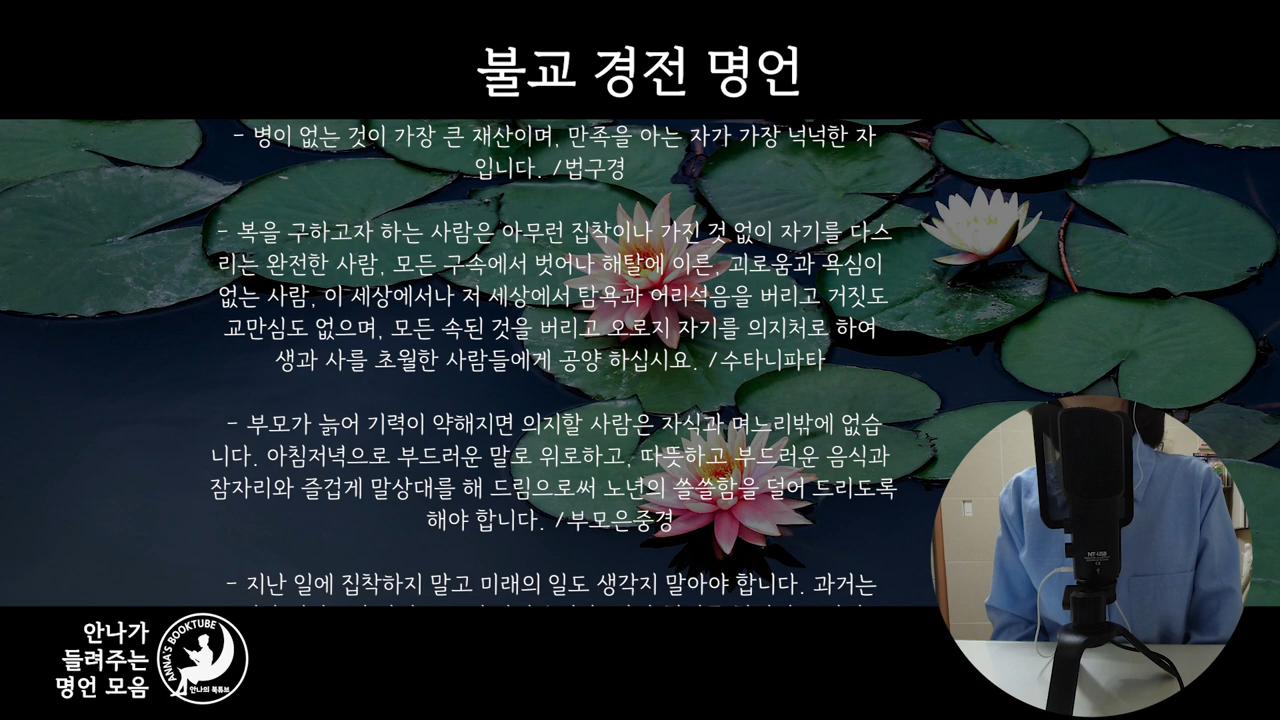 불교 경전 명언
- 병이 없는 것이 가장 큰 재산이며, 만족을 아는 자가 가장 넉넉한 자
입니다. /법구경
- 복을 구하고자 하는 사람은 아무런 집착이나 가진 것 없이 자기를 다스
리는 완전한 사람, 모든 구속에서 벗어나 해탈에 이른, 괴로움과 욕심이
없는 사람, 이 세상에서나 저 세상에서 탐욕과 어리석음을 버리고 거짓도
교만심도 없으며, 모든 속된 것을 버리고 오로지 자기를 의지처로 하여
생과 사를 초월한 사람들에게 공양 하십시요. /수타니파타
- 부모가 늙어 기력이 약해지면 의지할 사람은 자식과 며느리밖에 없습
니다. 아침저녁으로 부드러운 말로 위로하고, 따뜻하고 부드러운 음식과
잠자리와 즐겁게 말상대를 해 드림으로써 노년의 쓸쓸함을 덜어 드리도록
해야 합니다. /부모은중경
- 지난 일에 집착하지 말고 미래의 일도 생각지 말아야 합니다. 과거는
안나가
들려주는
명언 모음
ANNA'S BOOKTUBE
안나의 북튜브
NT-USB